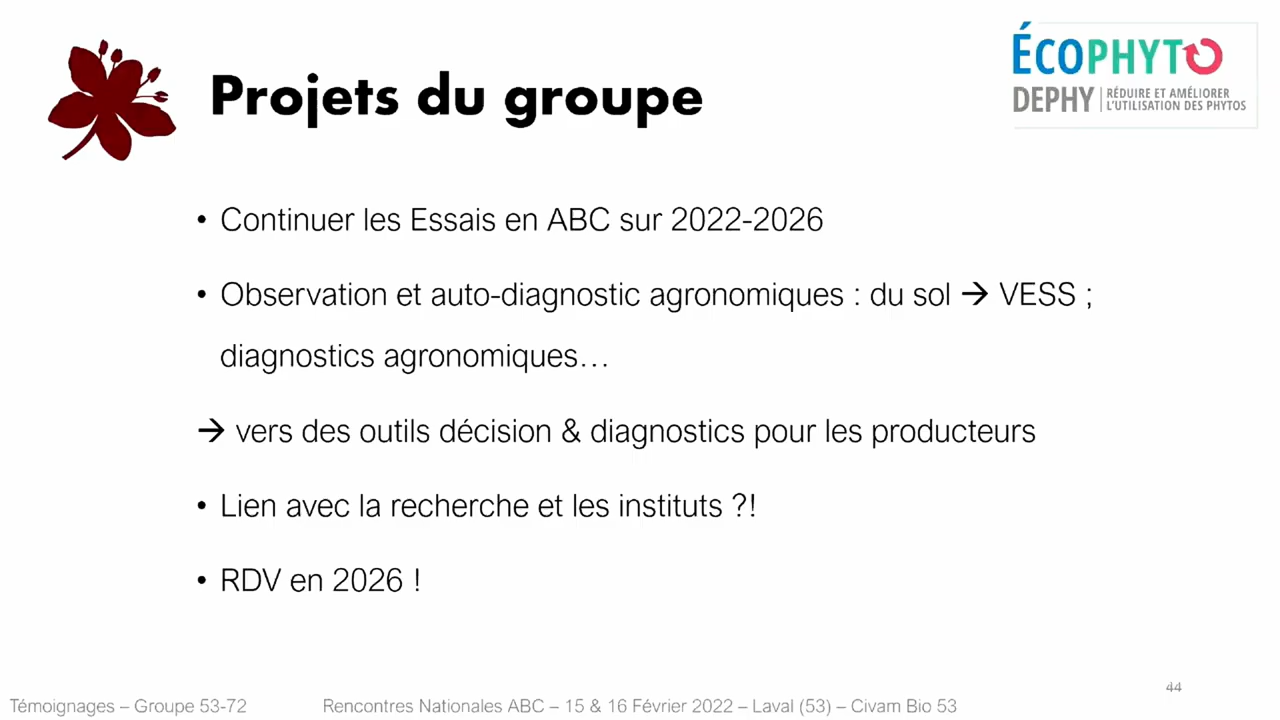 Projets du groupe
ÉCOPHYTO
DEPHY
RÉDUIRE ET AMÉLIORER
L'UTILISATION DES PHYTOS
• Continuer les Essais en ABC sur 2022-2026
• Observation et auto-diagnostic agronomiques : du sol → VESS ;
diagnostics agronomiques…
→ vers des outils décision & diagnostics pour les producteurs
• Lien avec la recherche et les instituts ?!
• RDV en 2026 !
44
Témoignages – Groupe 53-72
Rencontres Nationales ABC – 15 & 16 Février 2022 – Laval (53) – Civam Bio 53